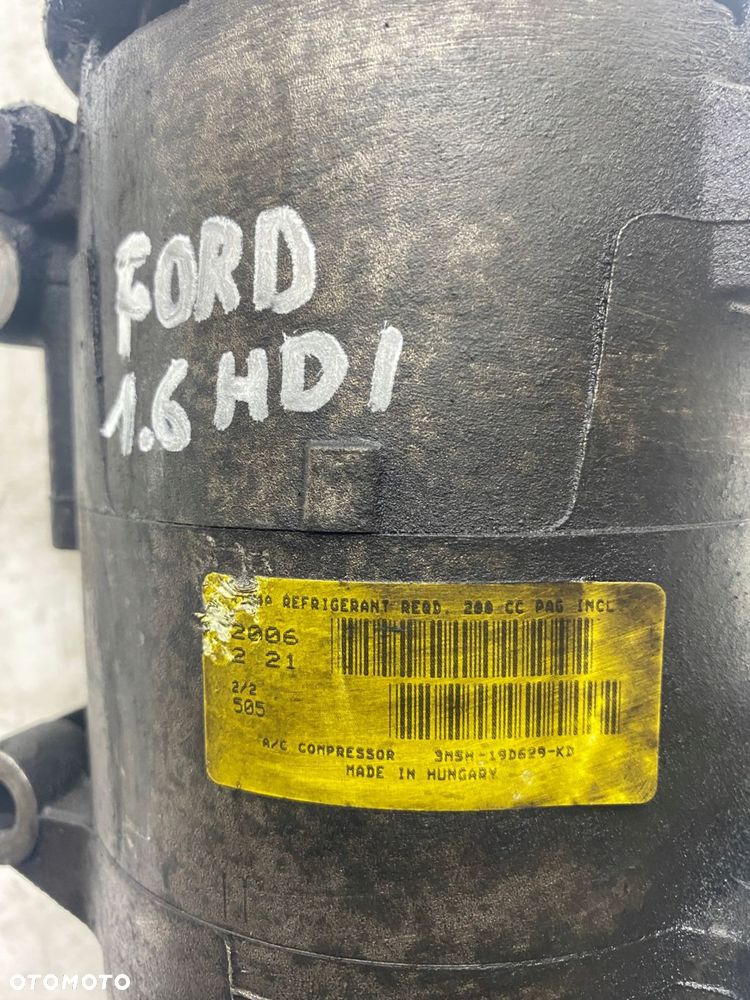 FORD
1.6 HDI
REFRIGERANT REQD. 200 CC PAG INCL
2006
2 21
2/2
505
A/C COMPRESSOR 3M5H-19D629-KD
MADE IN HUNGARY
OTOMOTO